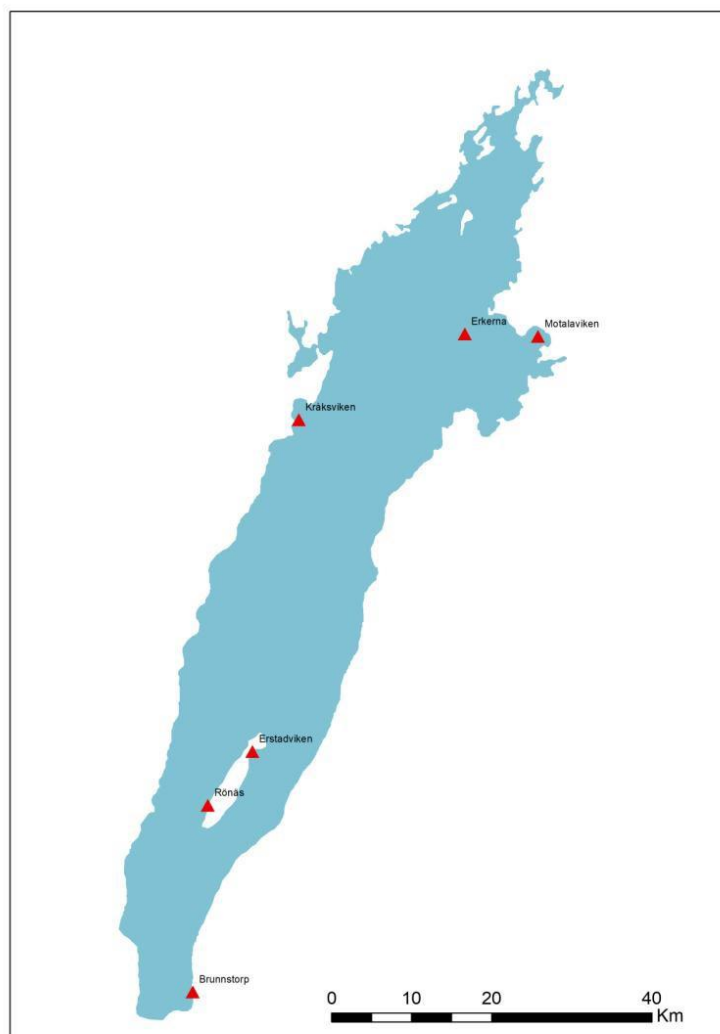 Erkerna
Motalaviken
Kråksviken
Erstadviken
Rönäs
Brunnstorp
0 10 20 40
Km